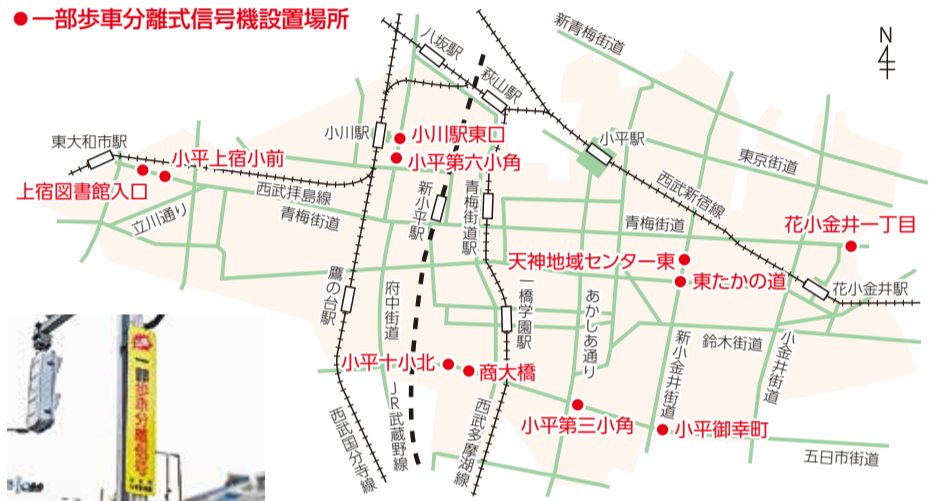 ●一部歩車分離式信号機設置場所
新青梅街道
N
八坂駅
萩山駅
小川駅
小川駅東口
小平駅
東大和市駅
小平上宿小前
小平第六小角
東京街道
上宿図書館入口
西武拝島線
新小平駅
青梅街道駅
西武新宿線
立川通り
青梅街道
青梅街道
花小金井一丁目
天神地域センター東
東たかの道
花小金井駅
鷹の台駅
府中街道
一橋学園駅
あかしあ通り
新小金井街道
鈴木街道
小金井街道
小平十小北
商大橋
小平第三小角
小平御幸町
五日市街道
西武国分寺線
JR武蔵野線
西武多摩湖線
一部歩車分離信号